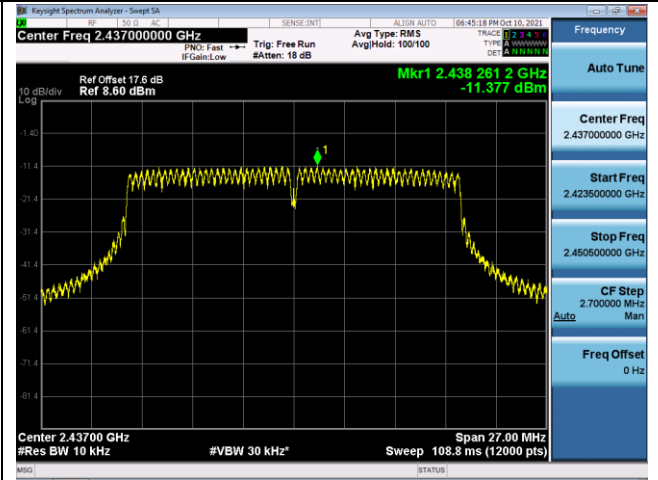 Keysight Spectrum Analyzer - Swept SA
RF 50 Ω AC SENSE:INT ALIGN AUTO 06:45:18 PM Oct 10, 2021
Center Freq 2.437000000 GHz
PNO: Fast
IFGain:Low
Trig: Free Run
#Atten: 18 dB
Avg Type: RMS
Avg|Hold: 100/100
TRACE 1 2 3 4 5 6
TYPE A WWWWW
DET A N N N N N
Frequency
Auto Tune
Center Freq
2.437000000 GHz
Start Freq
2.423500000 GHz
Stop Freq
2.450500000 GHz
CF Step
2.700000 MHz
Auto Man
Freq Offset
0 Hz
Ref Offset 17.6 dB
10 dB/div Ref 8.60 dBm
Log
Mkr1 2.438 261 2 GHz
-11.377 dBm
1
-1.40
-11.4
-21.4
-31.4
-41.4
-51.4
-61.4
-71.4
-81.4
Center 2.43700 GHz Span 27.00 MHz
#Res BW 10 kHz #VBW 30 kHz* Sweep 108.8 ms (12000 pts)
MSG STATUS